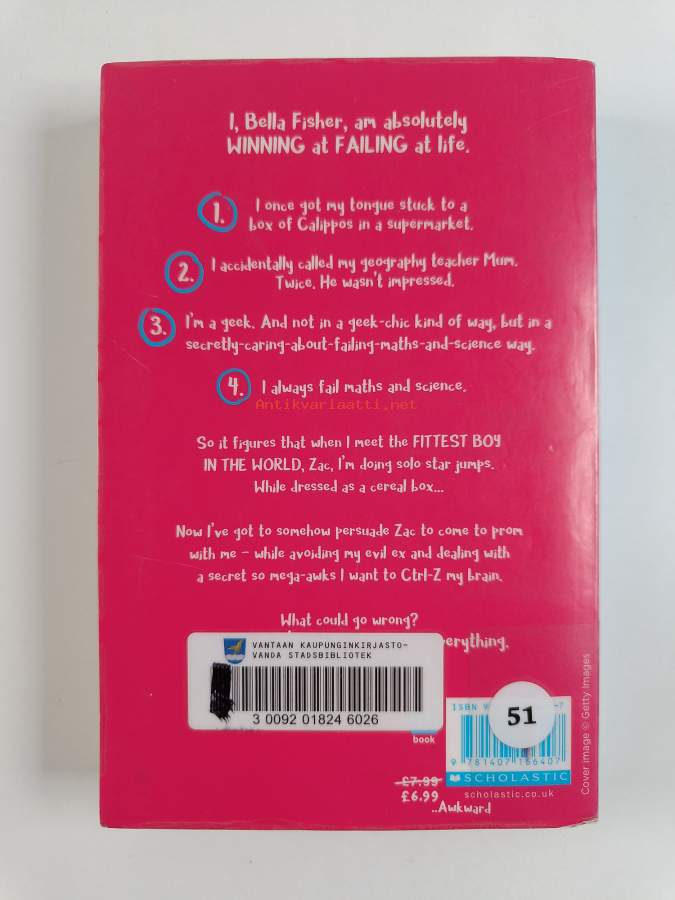 I, Bella Fisher, am absolutely
WINNING at FAILING at life.
1. I once got my tongue stuck to a
box of Calippos in a supermarket.
2. I accidentally called my geography teacher Mum.
Twice. He wasn't impressed.
3. I'm a geek. And not in a geek-chic kind of way, but in a
secretly-caring-about-failing-maths-and-science way.
4. I always fail maths and science.
Antikvariaatti.net
So it figures that when I meet the FITTEST BOY
IN THE WORLD, Zac, I'm doing solo star jumps.
While dressed as a cereal box...
Now I've got to somehow persuade Zac to come to prom
with me – while avoiding my evil ex and dealing with
a secret so mega-awks I want to Ctrl-Z my brain.
What could go wrong?
erything.
VANTAAN KAUPUNGINKIRJASTO-
VANDA STADSBIBLIOTEK
3 0092 01824 6026
book
£7.99
£6.99
..Awkward
ISBN 9 -7
51
9 781407 166407
SCHOLASTIC
scholastic.co.uk
Cover image © Getty Images